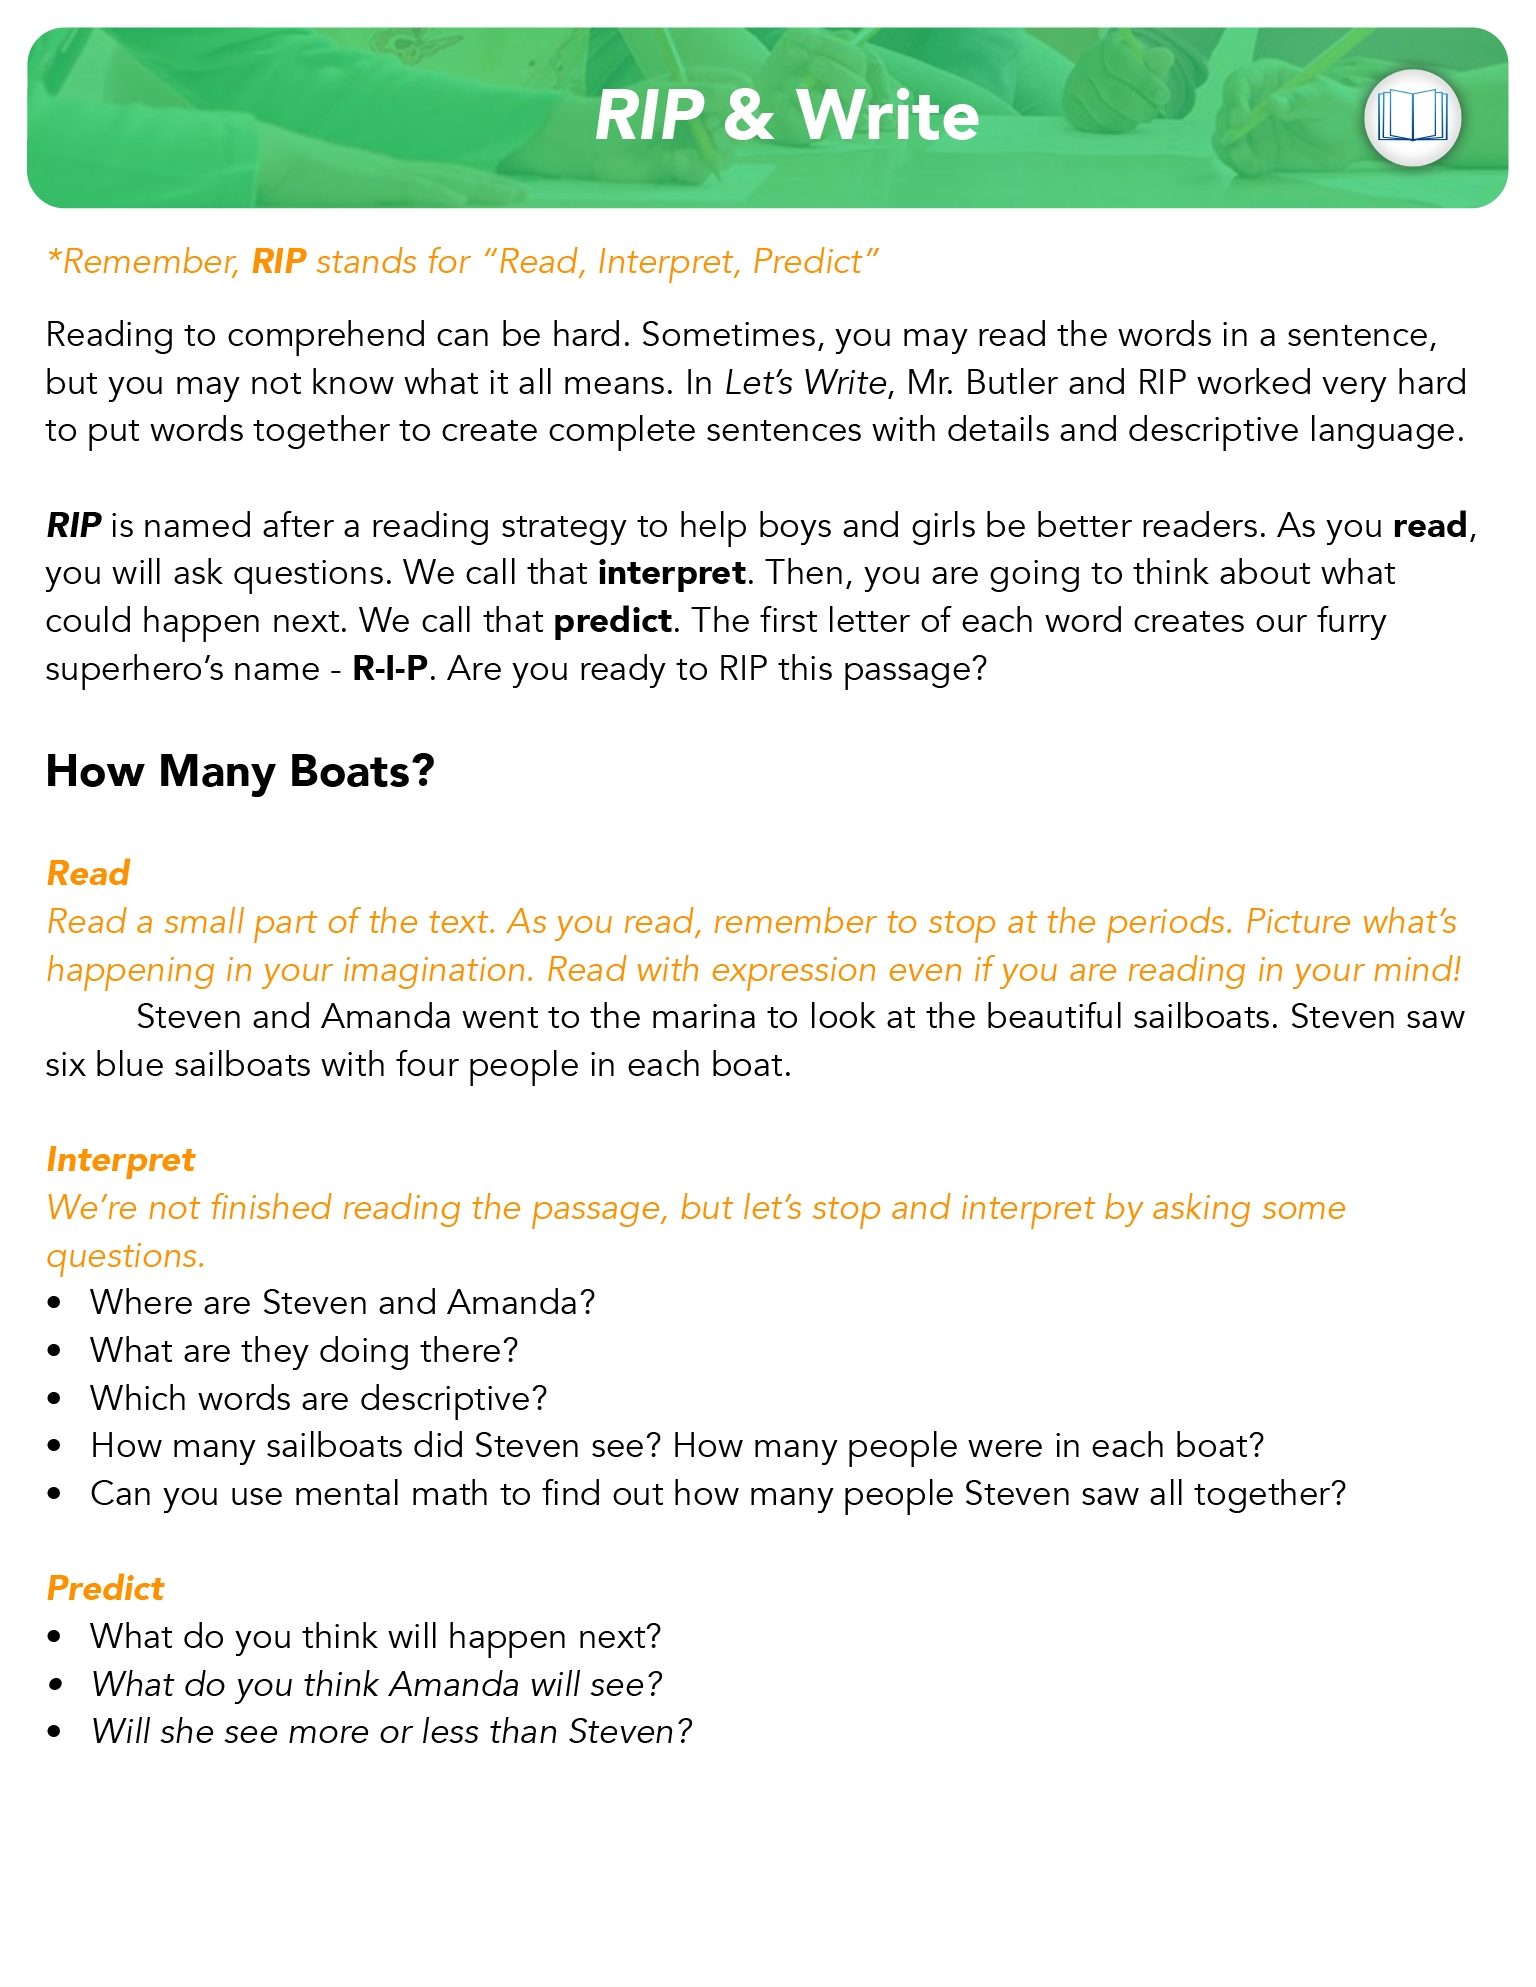 RIP & Write
*Remember, RIP stands for “Read, Interpret, Predict”
Reading to comprehend can be hard. Sometimes, you may read the words in a sentence,
but you may not know what it all means. In Let’s Write, Mr. Butler and RIP worked very hard
to put words together to create complete sentences with details and descriptive language.
RIP is named after a reading strategy to help boys and girls be better readers. As you read,
you will ask questions. We call that interpret. Then, you are going to think about what
could happen next. We call that predict. The first letter of each word creates our furry
superhero’s name - R-I-P. Are you ready to RIP this passage?
How Many Boats?
Read
Read a small part of the text. As you read, remember to stop at the periods. Picture what’s
happening in your imagination. Read with expression even if you are reading in your mind!
Steven and Amanda went to the marina to look at the beautiful sailboats. Steven saw
six blue sailboats with four people in each boat.
Interpret
We’re not finished reading the passage, but let’s stop and interpret by asking some
questions.
• Where are Steven and Amanda?
• What are they doing there?
• Which words are descriptive?
• How many sailboats did Steven see? How many people were in each boat?
• Can you use mental math to find out how many people Steven saw all together?
Predict
• What do you think will happen next?
• What do you think Amanda will see?
• Will she see more or less than Steven?